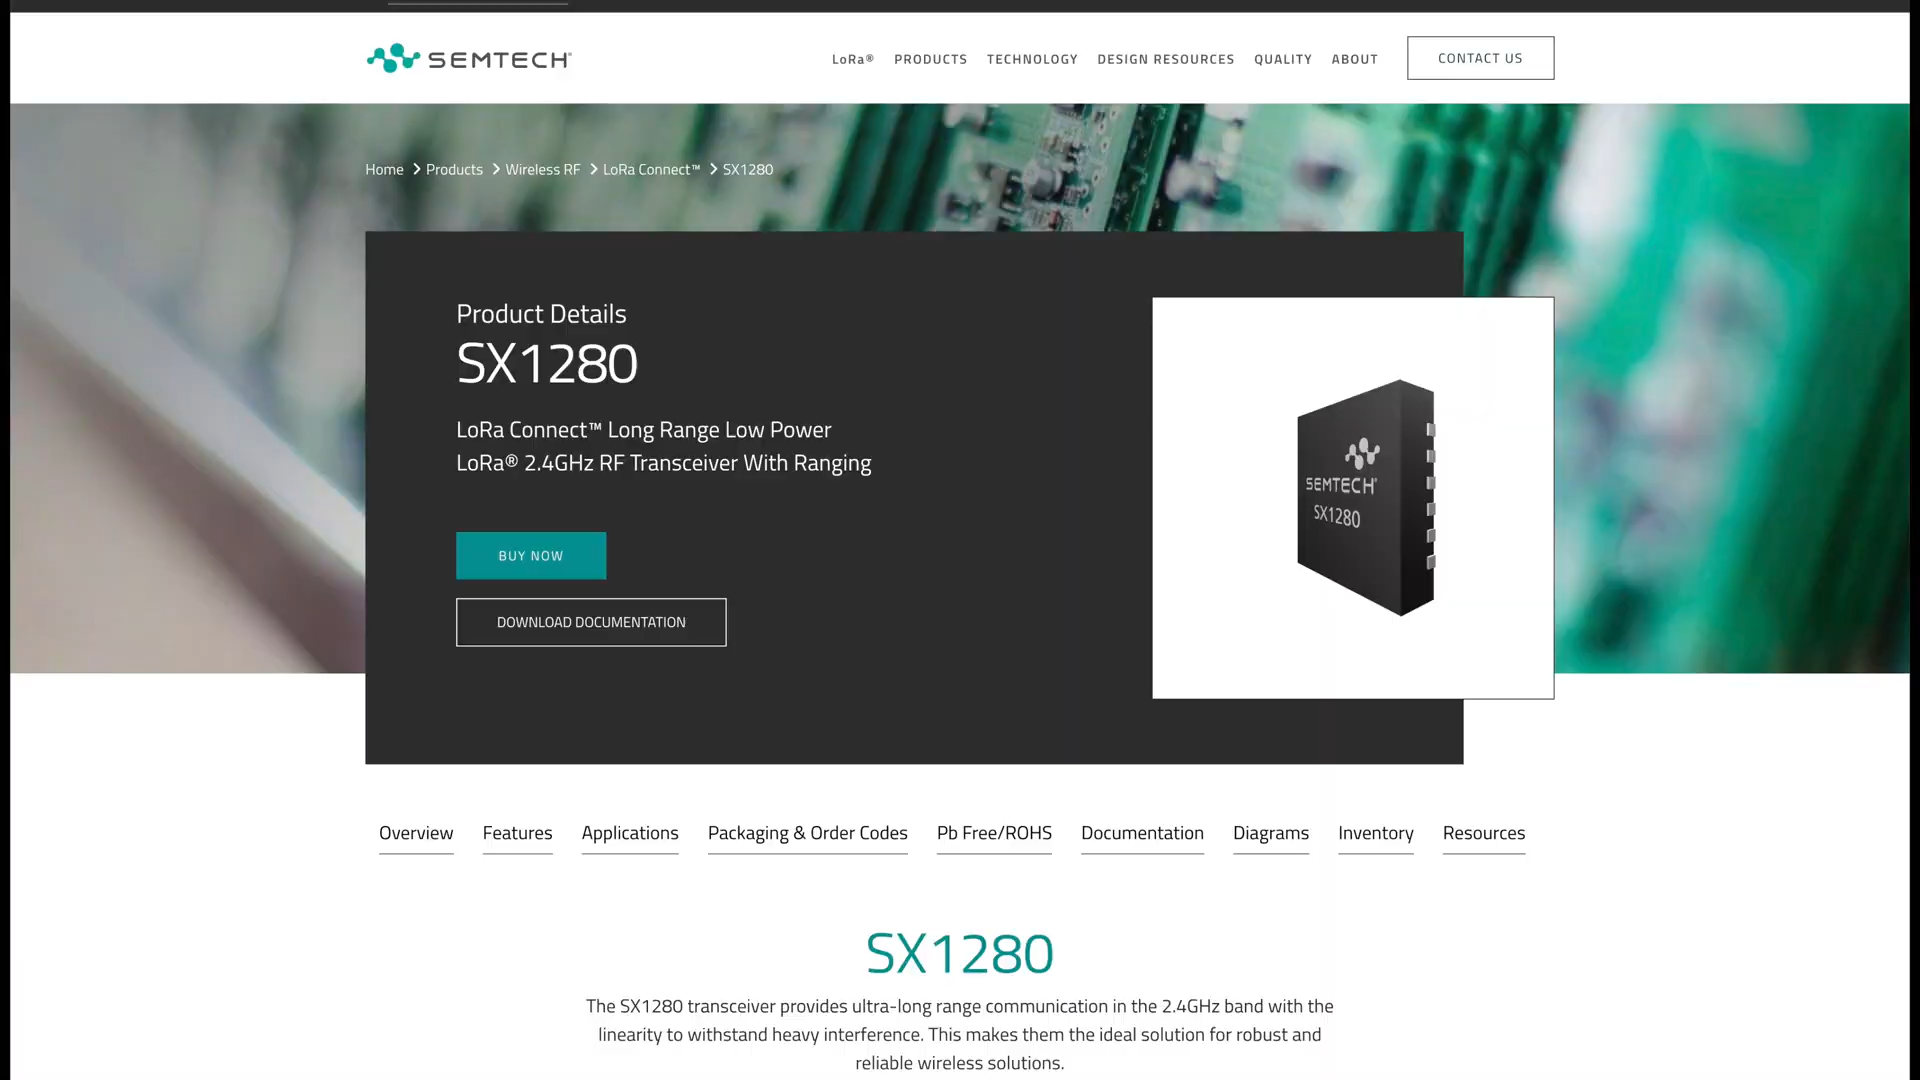 SEMTECH®
LoRa® PRODUCTS TECHNOLOGY DESIGN RESOURCES QUALITY ABOUT CONTACT US
Home Products Wireless RF LoRa Connect™ SX1280
Product Details
SX1280
LoRa Connect™ Long Range Low Power
LoRa® 2.4GHz RF Transceiver With Ranging
BUY NOW
DOWNLOAD DOCUMENTATION
SEMTECH®
SX1280
Overview Features Applications Packaging & Order Codes Pb Free/ROHS Documentation Diagrams Inventory Resources
SX1280
The SX1280 transceiver provides ultra-long range communication in the 2.4GHz band with the
linearity to withstand heavy interference. This makes them the ideal solution for robust and
reliable wireless solutions.